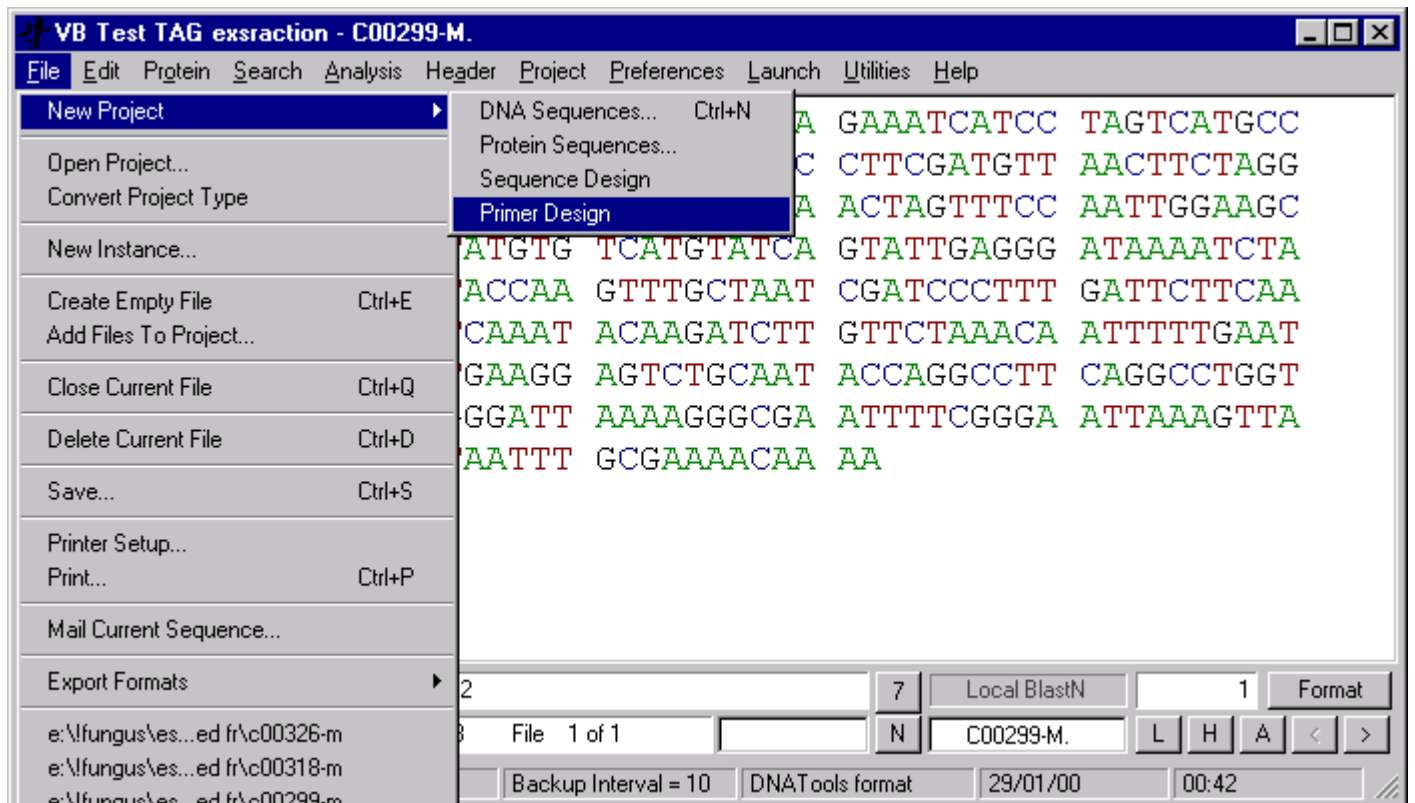 VB Test TAG exsraction - C00299-M.
File Edit Protein Search Analysis Header Project Preferences Launch Utilities Help
New Project
DNA Sequences... Ctrl+N
Protein Sequences...
Sequence Design
Primer Design
Open Project...
Convert Project Type
New Instance...
Create Empty File Ctrl+E
Add Files To Project...
Close Current File Ctrl+Q
Delete Current File Ctrl+D
Save... Ctrl+S
Printer Setup...
Print... Ctrl+P
Mail Current Sequence...
Export Formats
e:\!fungus\es...ed fr\c00326-m
e:\!fungus\es...ed fr\c00318-m
e:\!fungus\es...ed fr\c00299-m
A GAAATCATCC TAGTCATGCC
C CTTCGATGTT AACTTCTAGG
A ACTAGTTTCC AATTGGAAGC
ATGTG TCATGTATCA GTATTGAGGG ATAAAATCTA
ACCAA GTTTGCTAAT CGATCCCTTT GATTCTTCAA
CAAAT ACAAGATCTT GTTCTAAACA ATTTTTGAAT
GAAGG AGTCTGCAAT ACCAGGCCTT CAGGCCTGGT
GGATT AAAAGGGCGA ATTTTCGGGA ATTAAAGTTA
AATTT GCGAAAACAA AA
2 7 Local BlastN 1 Format
File 1 of 1 N C00299-M. L H A < >
Backup Interval = 10 DNATools format 29/01/00 00:42